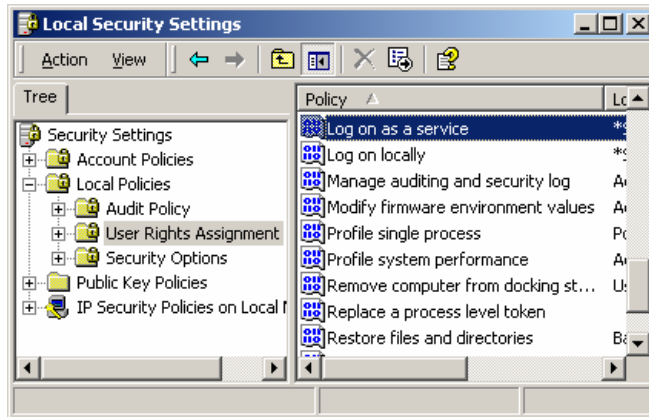 Local Security Settings
Action View
Tree
Policy
Security Settings
Account Policies
Local Policies
Audit Policy
User Rights Assignment
Security Options
Public Key Policies
IP Security Policies on Local
Log on as a service
Log on locally
Manage auditing and security log
Modify firmware environment values
Profile single process
Profile system performance
Remove computer from docking st...
Replace a process level token
Restore files and directories